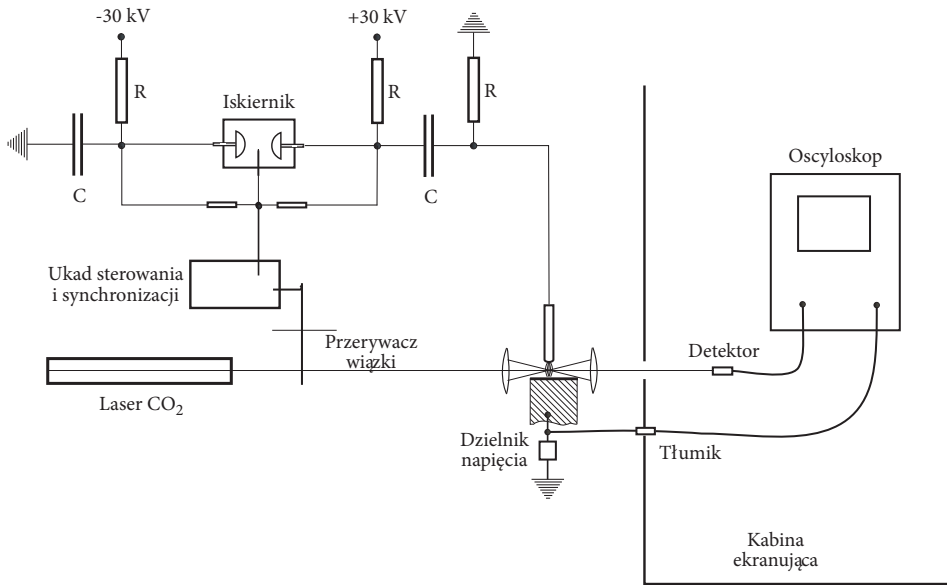 -30 kV
+30 kV
R
Iskiernik
R
R
C
C
Oscyloskop
Ukad sterowania
i synchronizacji
Przerywacz
wiązki
Detektor
Laser CO₂
Dzielnik
napięcia
Tłumik
Kabina
ekranująca